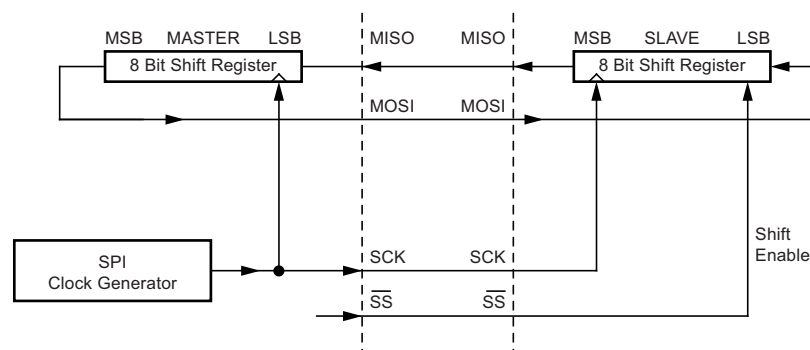 MSB MASTER LSB MISO MISO MSB SLAVE LSB
8 Bit Shift Register 8 Bit Shift Register
MOSI MOSI
Shift
Enable
SPI
Clock Generator
SCK SCK
SS SS